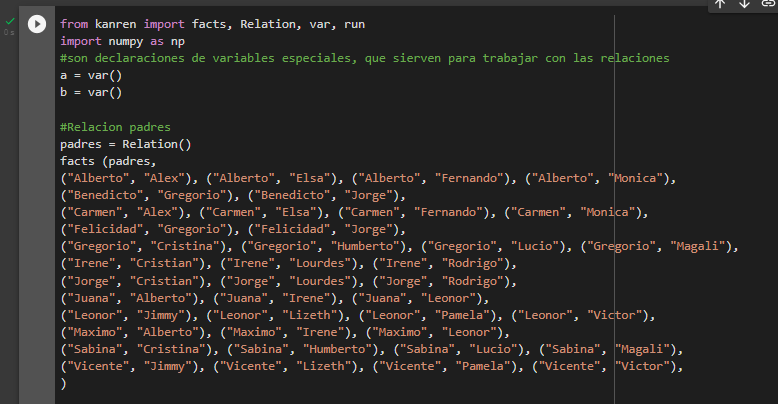 from kanren import facts, Relation, var, run
import numpy as np
#son declaraciones de variables especiales, que sierven para trabajar con las relaciones
a = var()
b = var()
#Relacion padres
padres = Relation()
facts (padres,
("Alberto", "Alex"), ("Alberto", "Elsa"), ("Alberto", "Fernando"), ("Alberto", "Monica"),
("Benedicto", "Gregorio"), ("Benedicto", "Jorge"),
("Carmen", "Alex"), ("Carmen", "Elsa"), ("Carmen", "Fernando"), ("Carmen", "Monica"),
("Felicidad", "Gregorio"), ("Felicidad", "Jorge"),
("Gregorio", "Cristina"), ("Gregorio", "Humberto"), ("Gregorio", "Lucio"), ("Gregorio", "Magali"),
("Irene", "Cristian"), ("Irene", "Lourdes"), ("Irene", "Rodrigo"),
("Jorge", "Cristian"), ("Jorge", "Lourdes"), ("Jorge", "Rodrigo"),
("Juana", "Alberto"), ("Juana", "Irene"), ("Juana", "Leonor"),
("Leonor", "Jimmy"), ("Leonor", "Lizeth"), ("Leonor", "Pamela"), ("Leonor", "Victor"),
("Maximo", "Alberto"), ("Maximo", "Irene"), ("Maximo", "Leonor"),
("Sabina", "Cristina"), ("Sabina", "Humberto"), ("Sabina", "Lucio"), ("Sabina", "Magali"),
("Vicente", "Jimmy"), ("Vicente", "Lizeth"), ("Vicente", "Pamela"), ("Vicente", "Victor"),
)
0 s